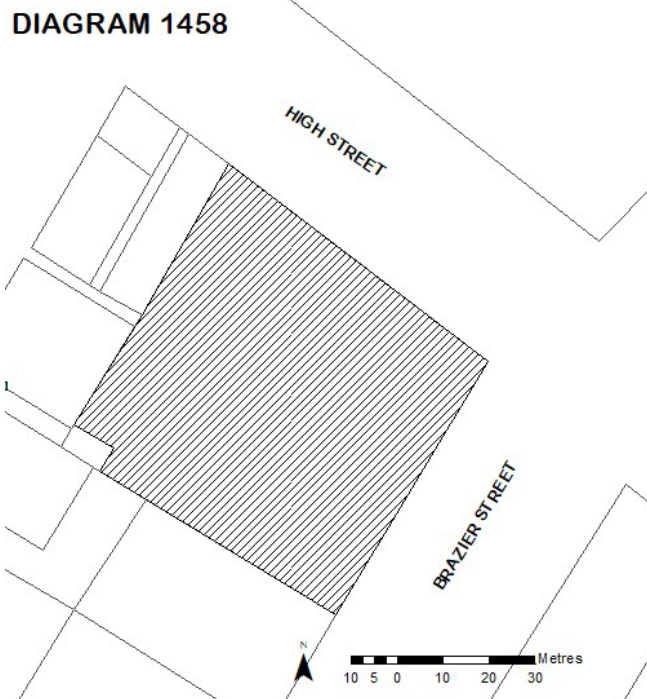 DIAGRAM 1458
HIGH STREET
BRAZIER STREET
N
Metres
10 5 0 10 20 30